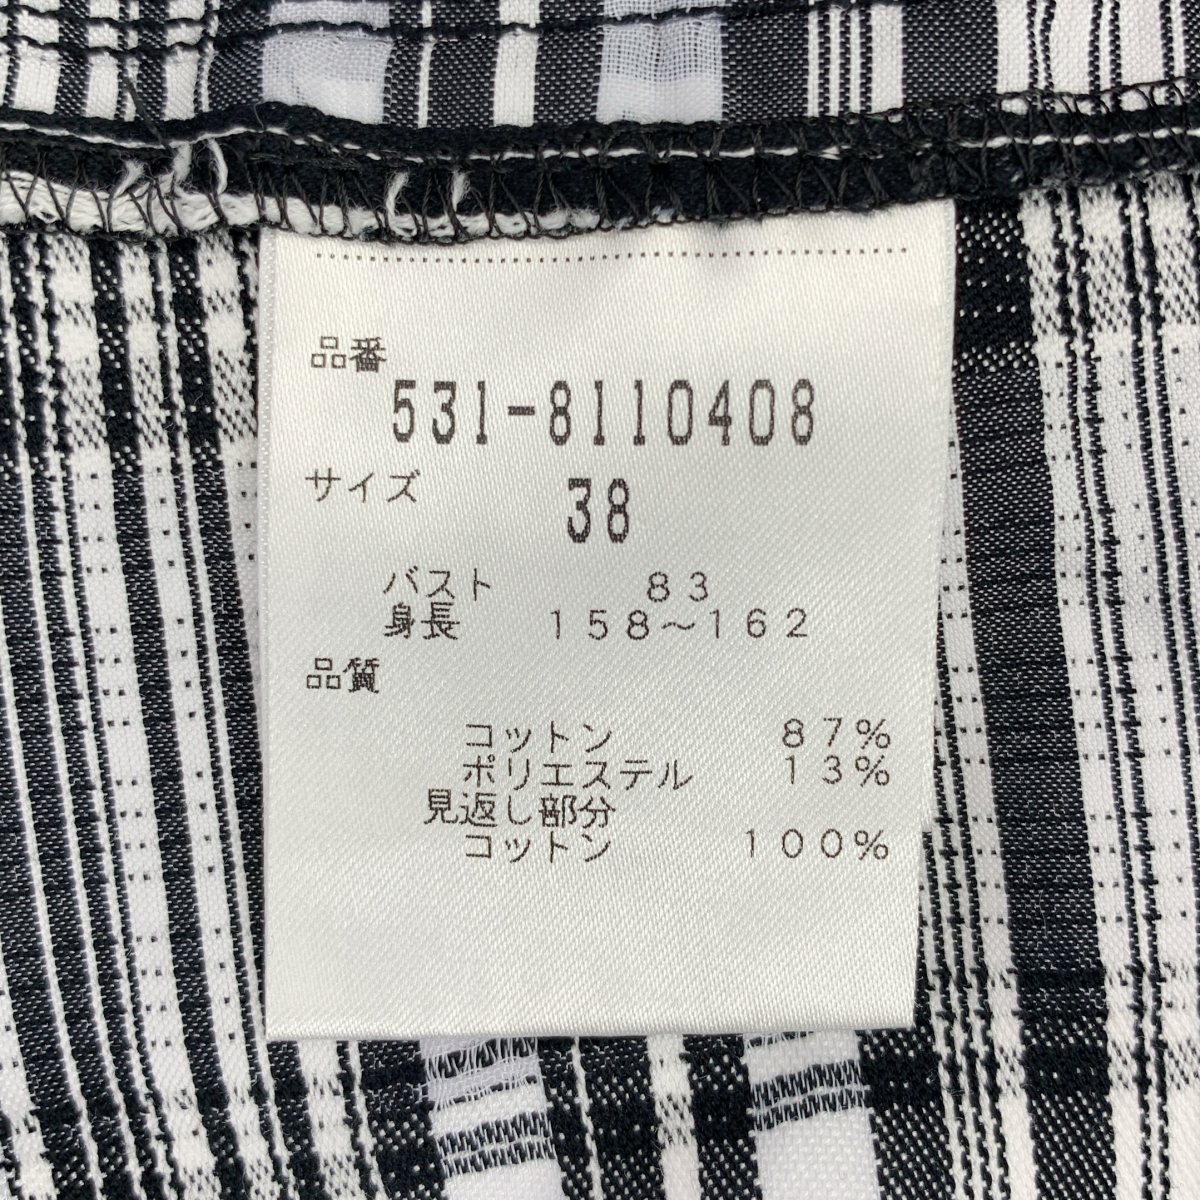 品番
531-8110408
サイズ 38
バスト 83
身長 158～162
品質
コットン 87%
ポリエステル 13%
見返し部分
コットン 100%